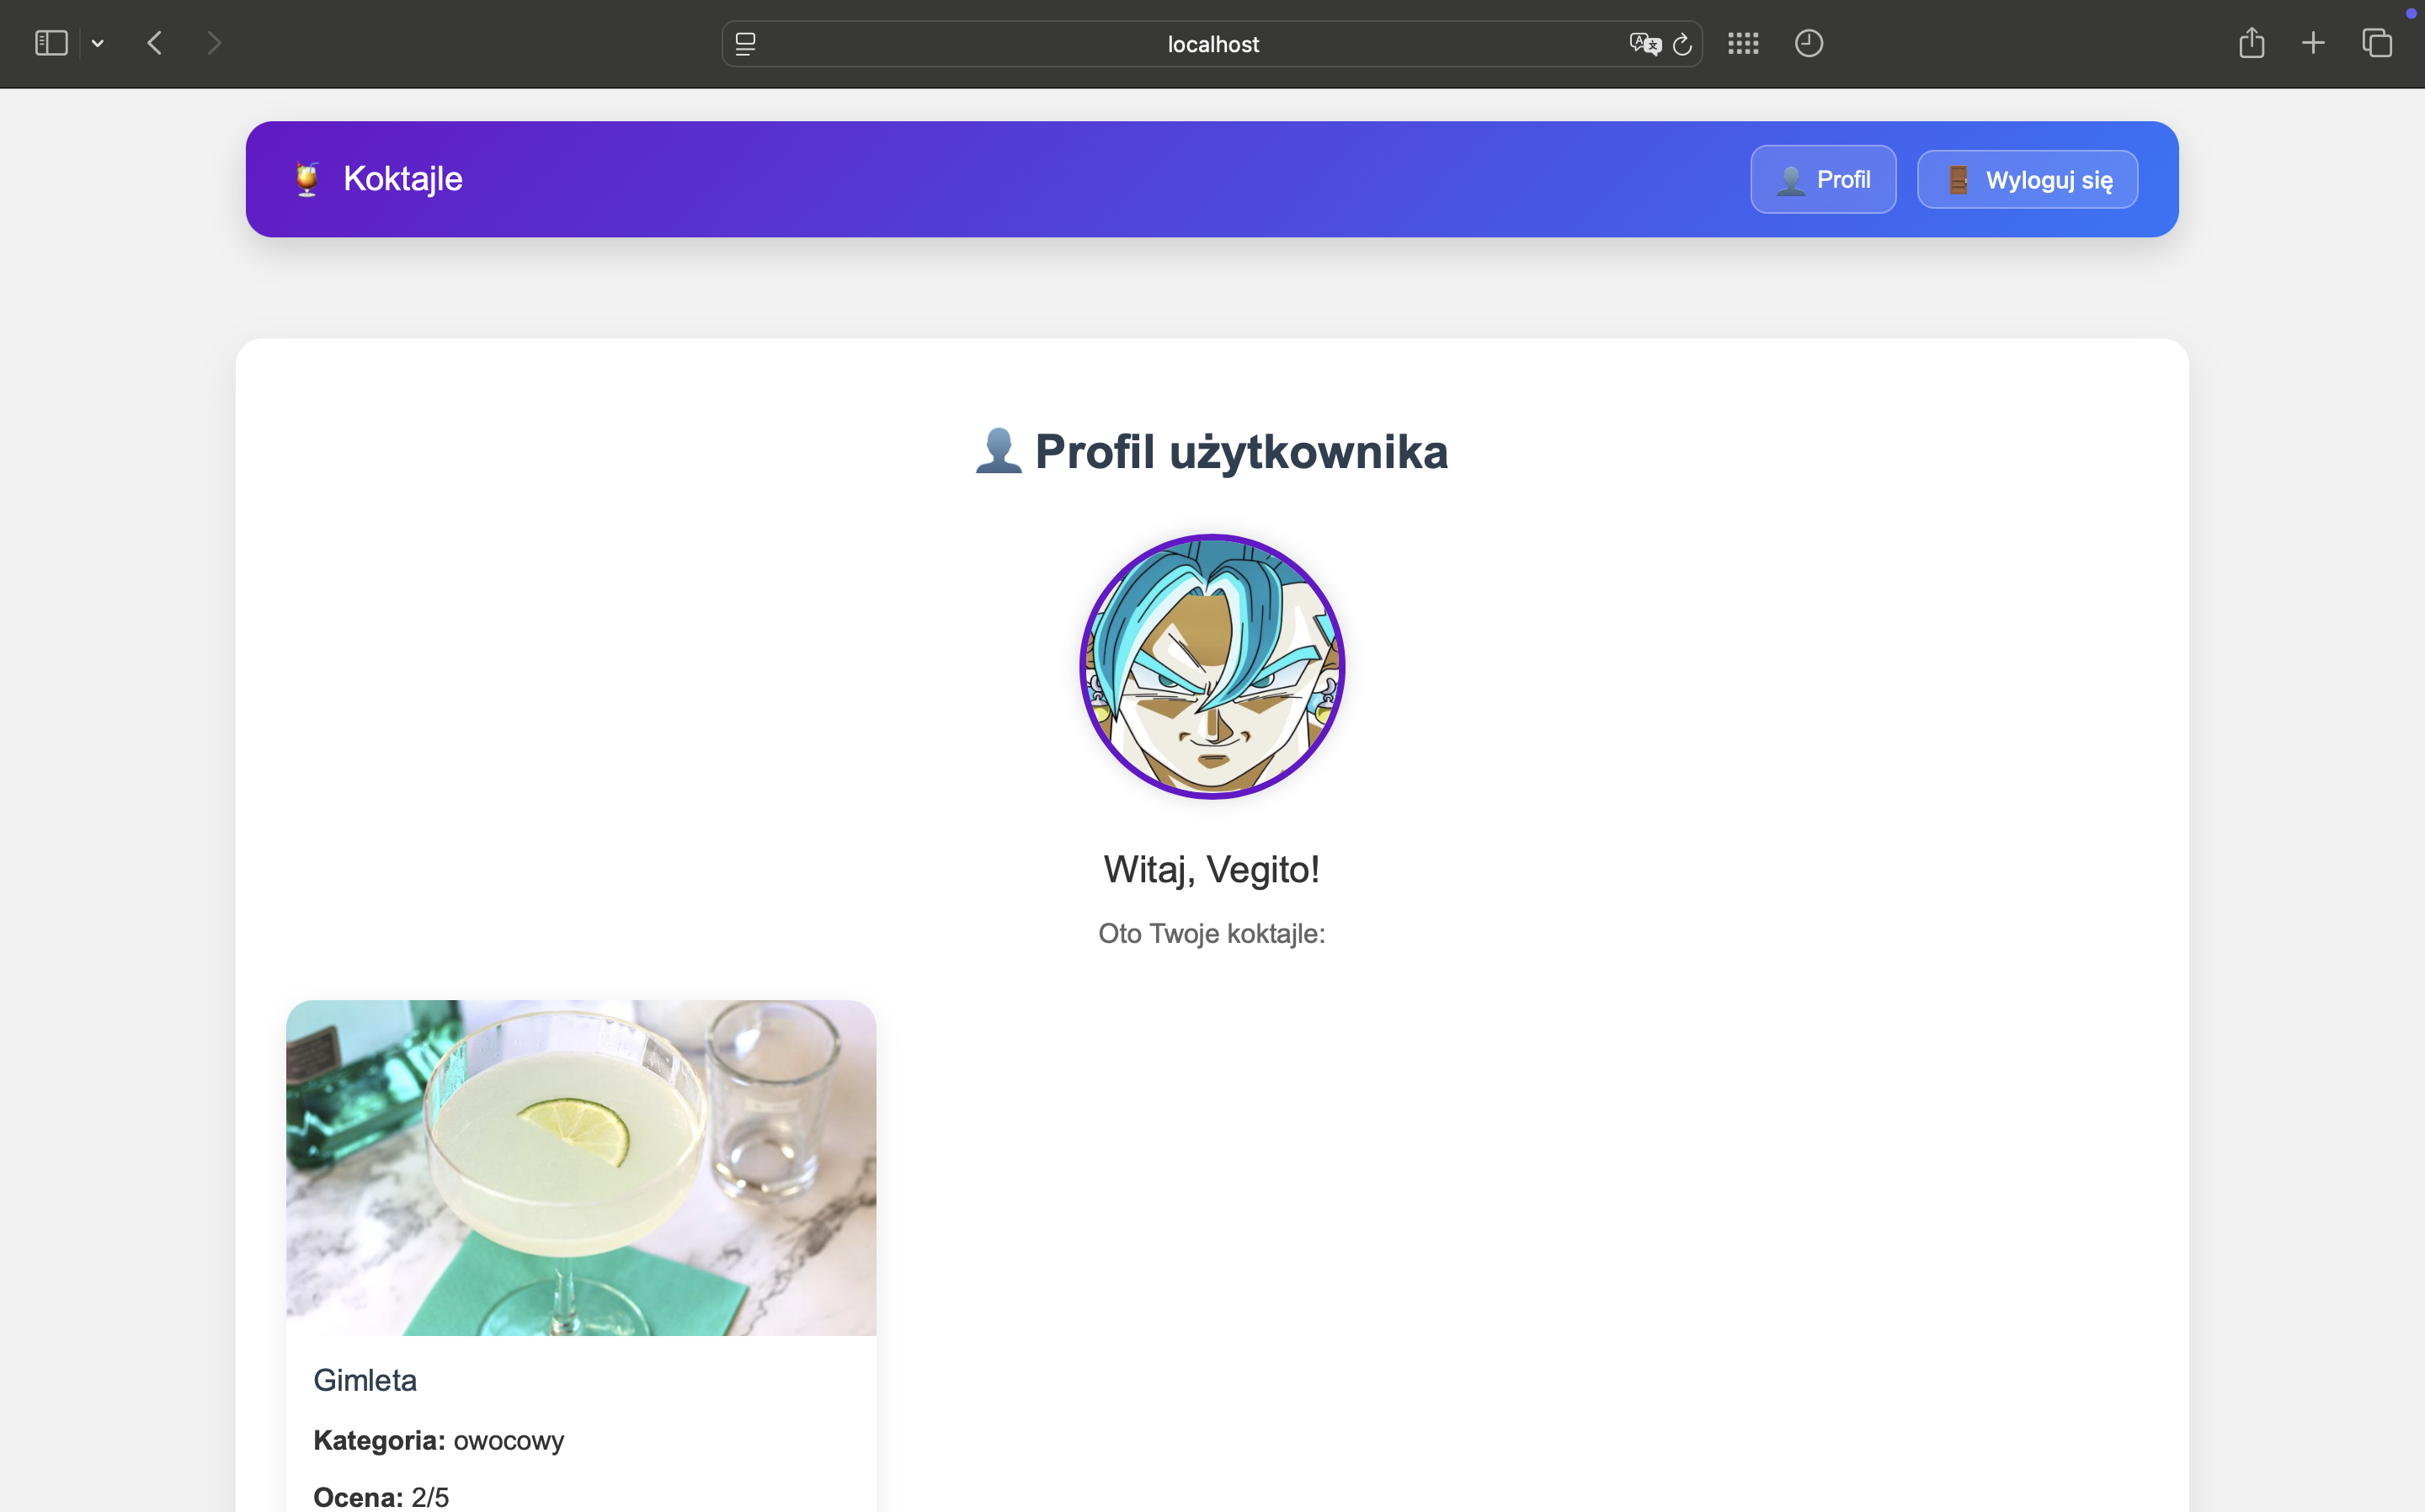 localhost
Koktajle
Profil
Wyloguj się
Profil użytkownika
Witaj, Vegito!
Oto Twoje koktajle:
Gimleta
Kategoria: owocowy
Ocena: 2/5